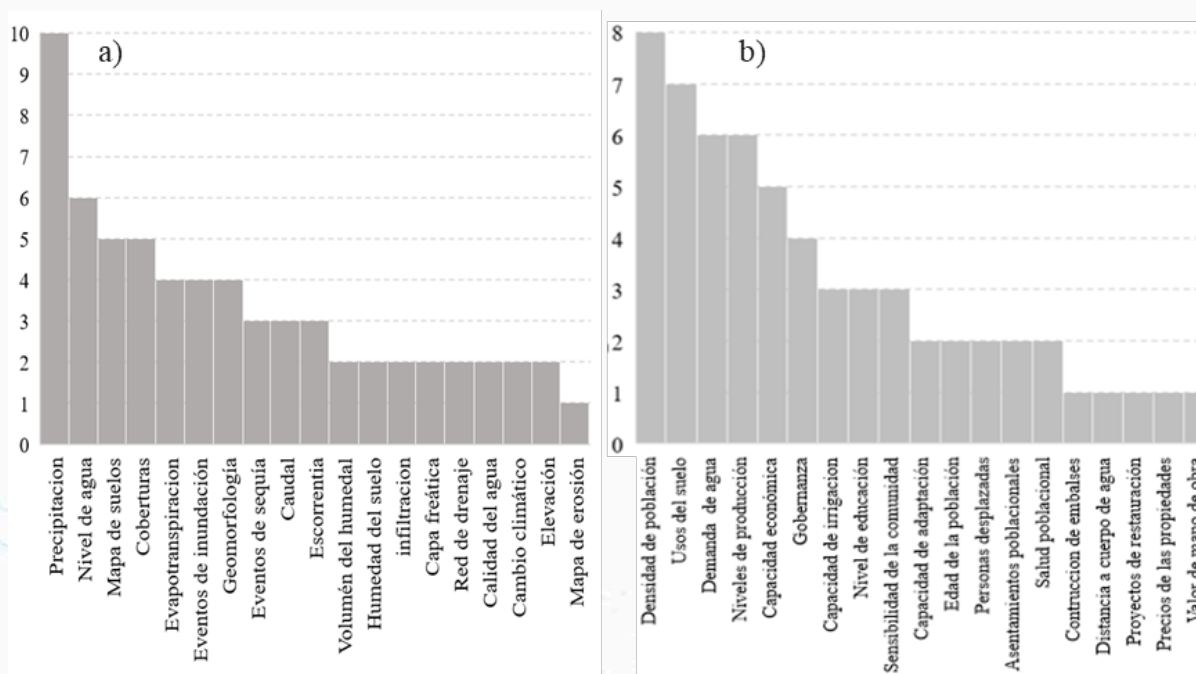 a)
10
9
8
7
6
5
4
3
2
1
0
Precipitacion
Nivel de agua
Mapa de suelos
Coberturas
Evapotranspiracion
Eventos de inundación
Geomorfología
Eventos de sequía
Caudal
Escorrentia
Volumén del humedal
Humedad del suelo
infiltracion
Capa freática
Red de drenaje
Calidad del agua
Cambio climático
Elevación
Mapa de erosión
b)
8
7
6
5
4
3
2
1
0
Densidad de población
Usos del suelo
Demanda de agua
Niveles de producción
Capacidad económica
Gobernanza
Capacidad de irrigacion
Nivel de educación
Sensibilidad de la comunidad
Capacidad de adaptación
Edad de la población
Personas desplazadas
Asentamientos poblacionales
Salud poblacional
Contruccion de embalses
Distancia a cuerpo de agua
Proyectos de restauración
Precios de las propiedades
Valor de mano de obra